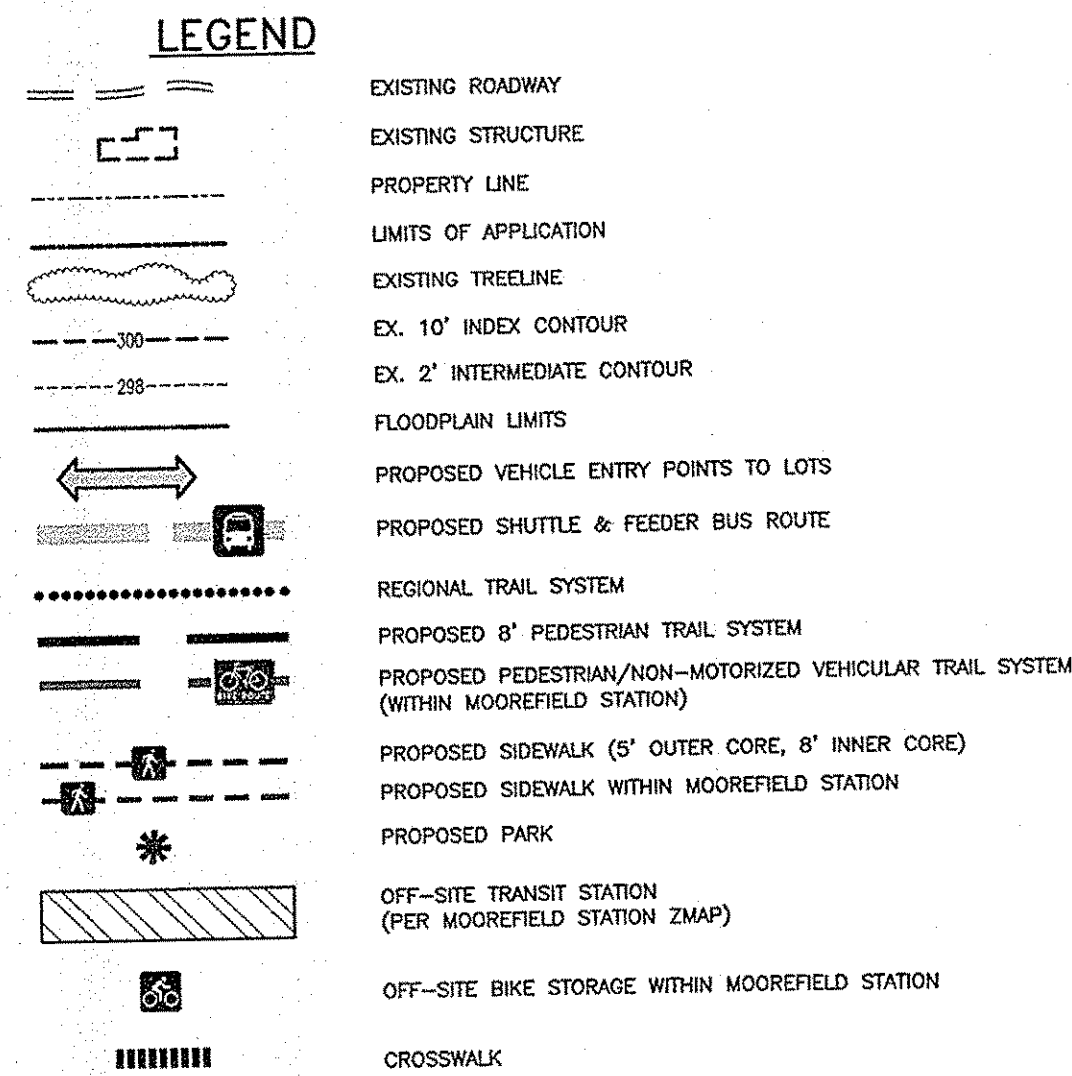 LEGEND
EXISTING ROADWAY
EXISTING STRUCTURE
PROPERTY LINE
LIMITS OF APPLICATION
EXISTING TREELINE
300
EX. 10' INDEX CONTOUR
298
EX. 2' INTERMEDIATE CONTOUR
FLOODPLAIN LIMITS
PROPOSED VEHICLE ENTRY POINTS TO LOTS
PROPOSED SHUTTLE & FEEDER BUS ROUTE
REGIONAL TRAIL SYSTEM
PROPOSED 8' PEDESTRIAN TRAIL SYSTEM
BIKE ROUTE
PROPOSED PEDESTRIAN/NON-MOTORIZED VEHICULAR TRAIL SYSTEM
(WITHIN MOOREFIELD STATION)
PROPOSED SIDEWALK (5' OUTER CORE, 8' INNER CORE)
PROPOSED SIDEWALK WITHIN MOOREFIELD STATION
PROPOSED PARK
OFF-SITE TRANSIT STATION
(PER MOOREFIELD STATION ZMAP)
OFF-SITE BIKE STORAGE WITHIN MOOREFIELD STATION
CROSSWALK